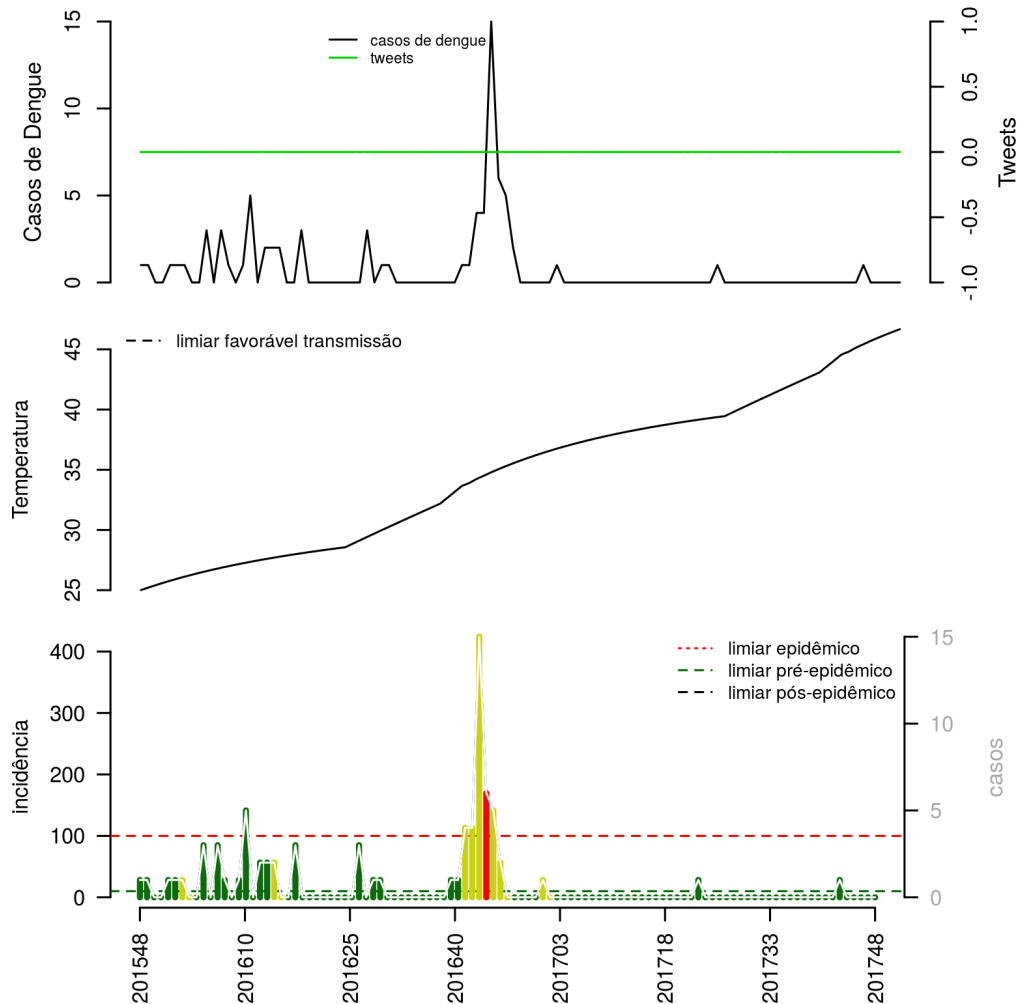 casos de dengue
tweets
Casos de Dengue
0
5
10
15
Tweets
-1.0
-0.5
0.0
0.5
1.0
limiar favorável transmissão
Temperatura
25
30
35
40
45
limiar epidêmico
limiar pré-epidêmico
limiar pós-epidêmico
incidência
0
100
200
300
400
casos
0
5
10
15
201548
201610
201625
201640
201703
201718
201733
201748